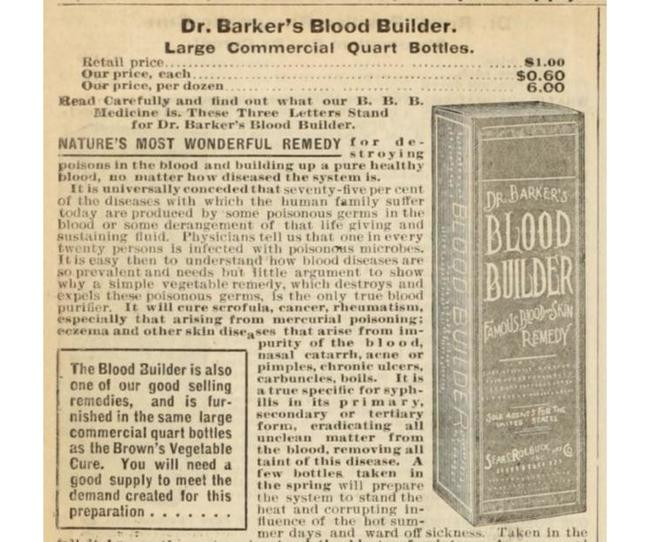 Dr. Barker's Blood Builder.
Large Commercial Quart Bottles.
Retail price..........$1.00
Our price, each..........$0.60
Our price, per dozen..........6.00
Read Carefully and find out what our B. B. B.
Medicine is. These Three Letters Stand
for Dr. Barker's Blood Builder.
NATURE'S MOST WONDERFUL REMEDY for de-
stroying
poisons in the blood and building up a pure healthy
blood, no matter how diseased the system is.
It is universally conceded that seventy-five per cent
of the diseases with which the human family suffer
today are produced by some poisonous germs in the
blood or some derangement of that life giving and
sustaining fluid. Physicians tell us that one in every
twenty persons is infected with poisonous microbes.
It is easy then to understand how blood diseases are
so prevalent and needs but little argument to show
why a simple vegetable remedy, which destroys and
expels these poisonous germs, is the only true blood
purifier. It will cure scrofula, cancer, rheumatism,
especially that arising from mercurial poisoning;
eczema and other skin diseases that arise from im-
purity of the blood,
nasal catarrh, acne or
pimples, chronic ulcers,
carbuncles, boils. It is
a true specific for syph-
ilis in its primary,
secondary or tertiary
form, eradicating all
unclean matter from
the blood, removing all
taint of this disease. A
few bottles taken in
the spring will prepare
the system to stand the
heat and corrupting in-
fluence of the hot sum-
mer days and ward off sickness. Taken in the
The Blood Builder is also
one of our good selling
remedies, and is fur-
nished in the same large
commercial quart bottles
as the Brown's Vegetable
Cure. You will need a
good supply to meet the
demand created for this
preparation . . . . . . .
BLOOD BUILDER
DR. BARKER'S
BLOOD
BUILDER
FAMOUS BLOOD AND SKIN
REMEDY
SOLE AGENTS FOR THE
UNITED STATES
SEARS, ROEBUCK AND CO